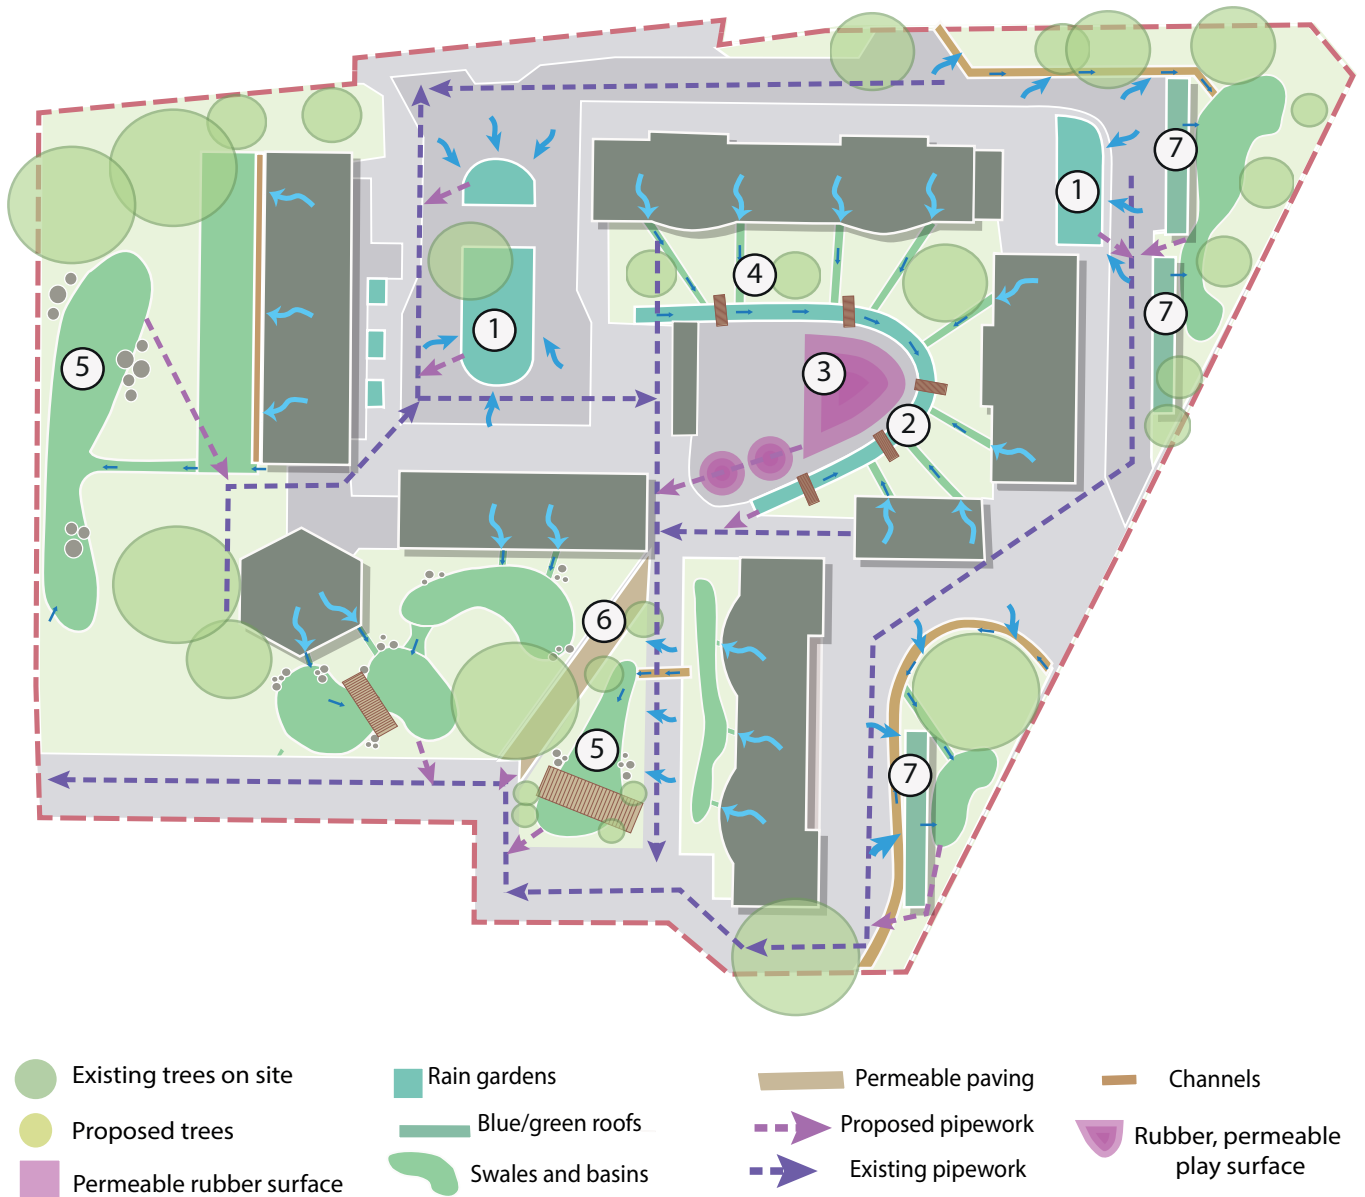 1
7
1
4
7
1
3
5
2
6
5
7
Existing trees on site
Rain gardens
Permeable paving
Channels
Proposed trees
Blue/green roofs
Proposed pipework
Rubber, permeable
play surface
Permeable rubber surface
Swales and basins
Existing pipework